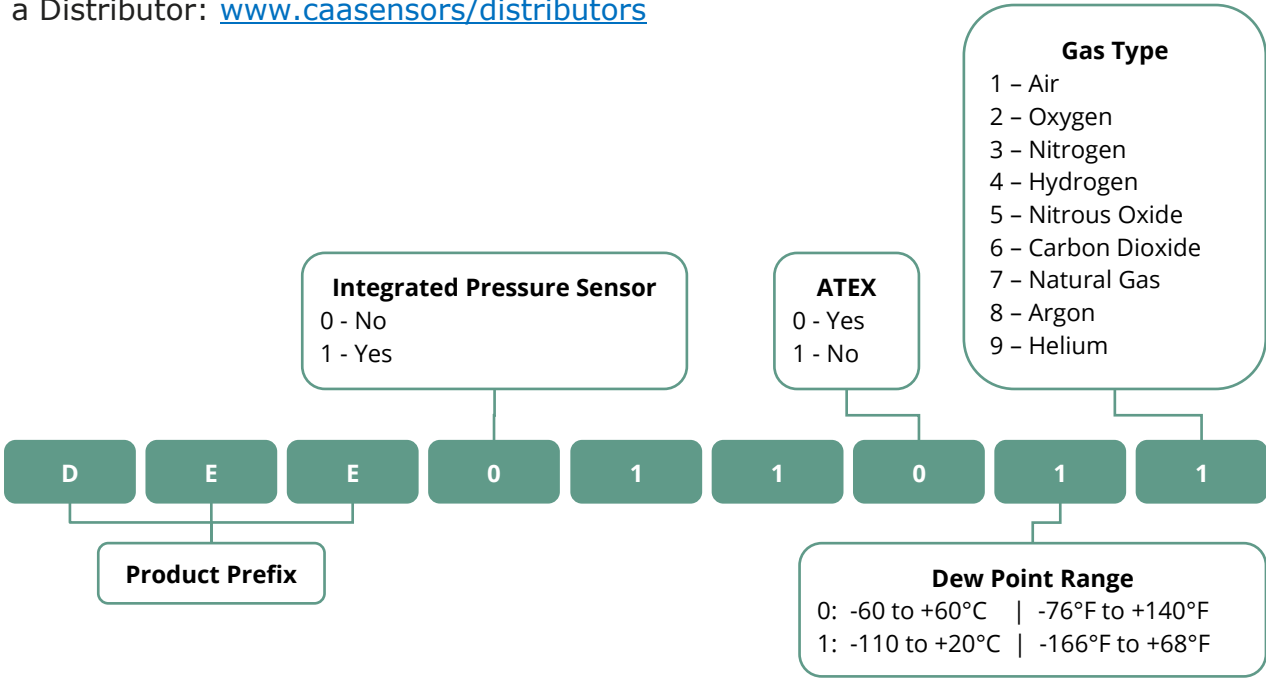 a Distributor: www.caasensors/distributors
Gas Type
1 – Air
2 – Oxygen
3 – Nitrogen
4 – Hydrogen
5 – Nitrous Oxide
6 – Carbon Dioxide
7 – Natural Gas
8 – Argon
9 – Helium
Integrated Pressure Sensor
0 - No
1 - Yes
ATEX
0 - Yes
1 - No
D E E 0 1 1 0 1 1
Product Prefix
Dew Point Range
0: -60 to +60°C | -76°F to +140°F
1: -110 to +20°C | -166°F to +68°F